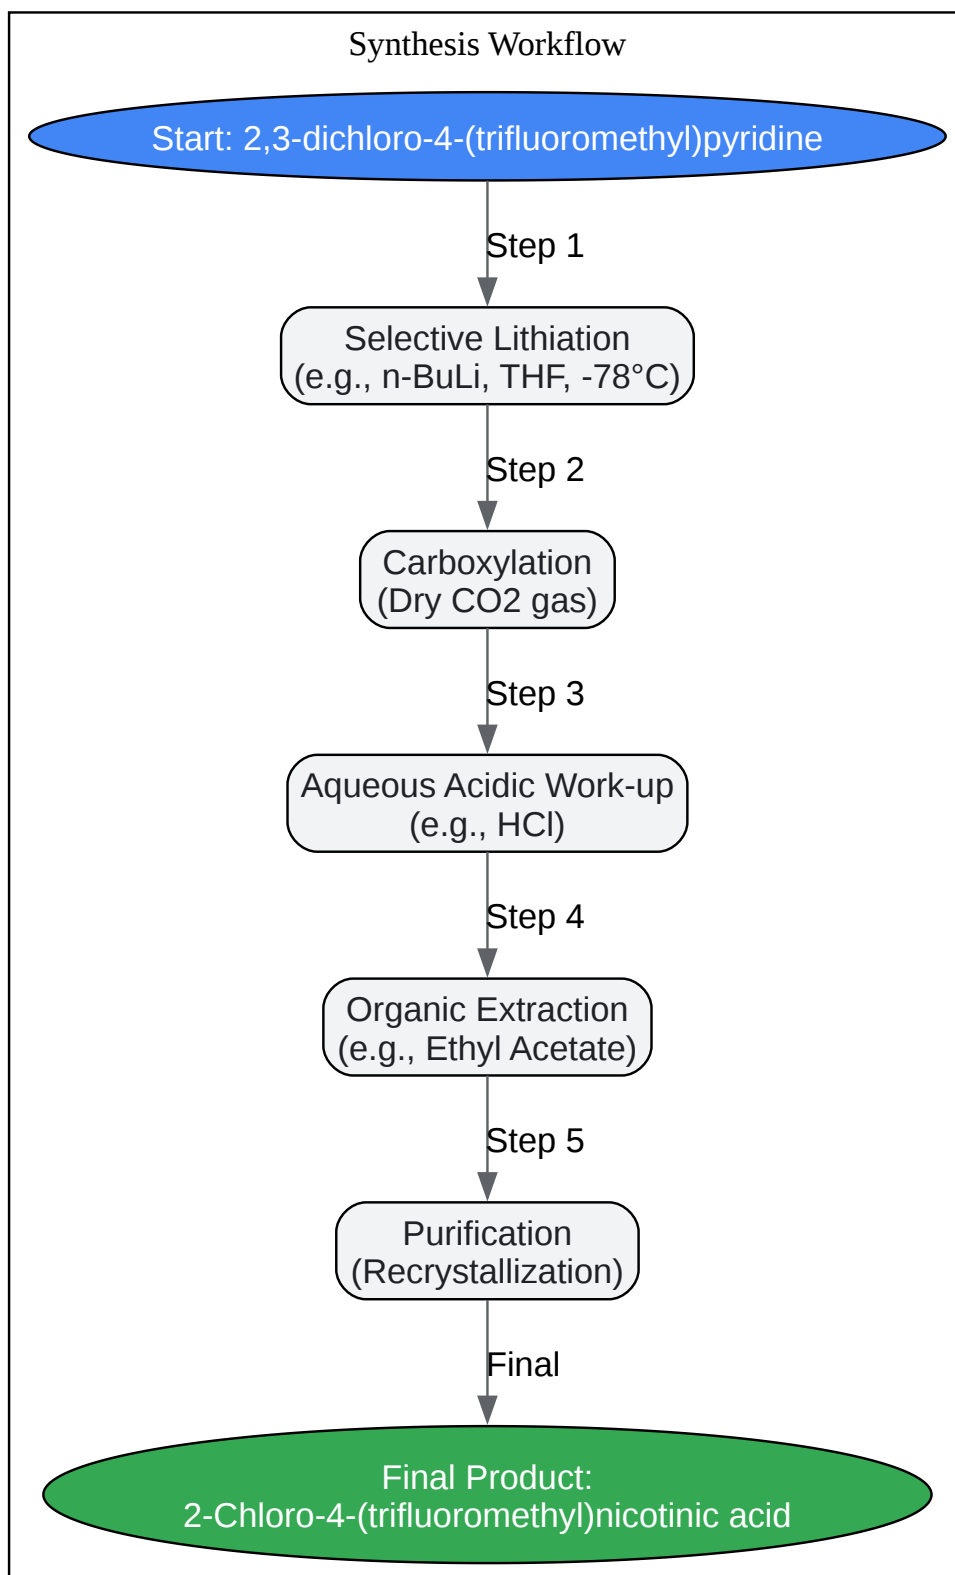 Synthesis Workflow
Start: 2,3-dichloro-4-(trifluoromethyl)pyridine
Step 1
Selective Lithiation
(e.g., n-BuLi, THF, -78°C)
Step 2
Carboxylation
(Dry CO2 gas)
Step 3
Aqueous Acidic Work-up
(e.g., HCl)
Step 4
Organic Extraction
(e.g., Ethyl Acetate)
Step 5
Purification
(Recrystallization)
Final
Final Product:
2-Chloro-4-(trifluoromethyl)nicotinic acid